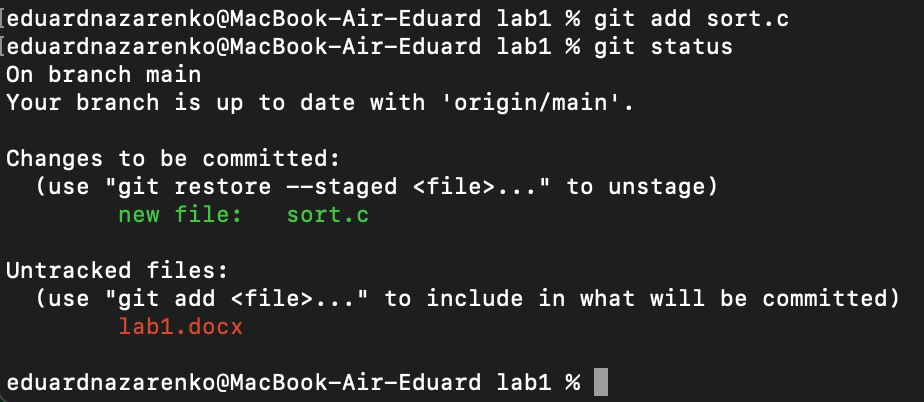 [eduardnazarenko@MacBook-Air-Eduard lab1 % git add sort.c
[eduardnazarenko@MacBook-Air-Eduard lab1 % git status
On branch main
Your branch is up to date with 'origin/main'.
Changes to be committed:
(use "git restore --staged <file>..." to unstage)
new file:   sort.c
Untracked files:
(use "git add <file>..." to include in what will be committed)
lab1.docx
eduardnazarenko@MacBook-Air-Eduard lab1 %